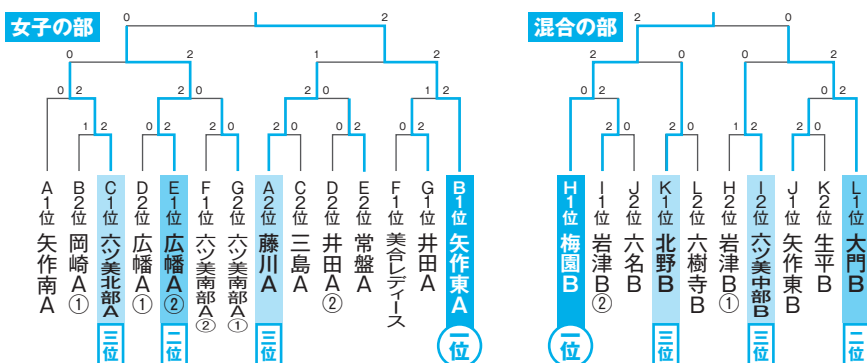 女子の部
0 2
0 2 1 2
0 2 2 0 2 0 1 2
1 2 0 2 2 0 2 0 0 2 2 0
A1位 矢作南A
B2位 岡崎A①
C1位 六ツ美北部A 三位
D2位 広幡A①
E1位 広幡A② 二位
F1位 六ツ美南部A②
G2位 六ツ美南部A①
A2位 藤川A 三位
C2位 三島A
D2位 井田A②
E2位 常盤A
F1位 美合レディース
G1位 井田A
B1位 矢作東A 一位
混合の部
2 0
2 0 0 2
0 2 2 0 0 2 2 0
2 0 2 0 1 2 2 0
H1位 梅園B 一位
I1位 岩津B②
J2位 六名B
K1位 北野B 三位
L2位 六樹寺B
H2位 岩津B①
I2位 六ツ美中部B 三位
J1位 矢作東B
K2位 生平B
L1位 大門B 二位